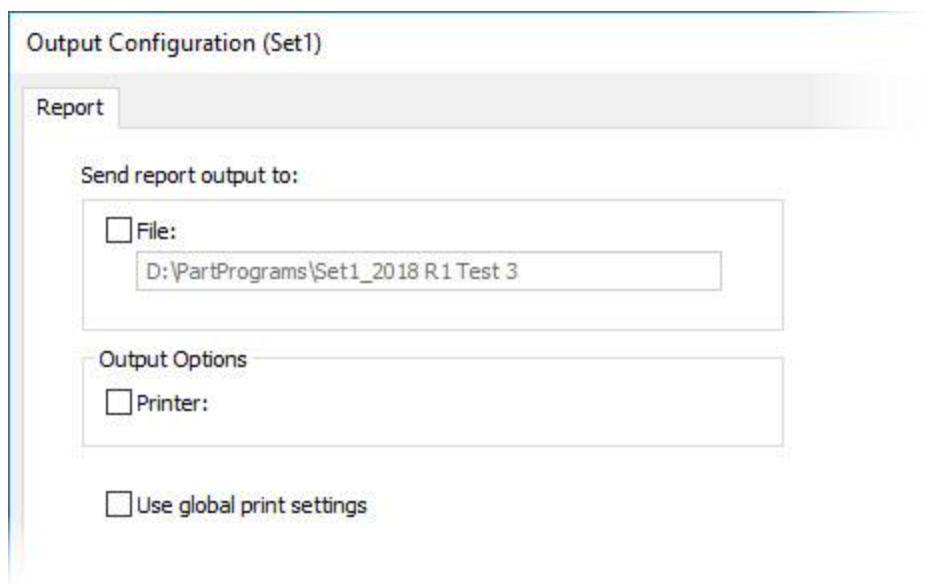 Output Configuration (Set1)
Report
Send report output to:
File:
D:\PartPrograms\Set1_2018 R1 Test 3
Output Options
Printer:
Use global print settings